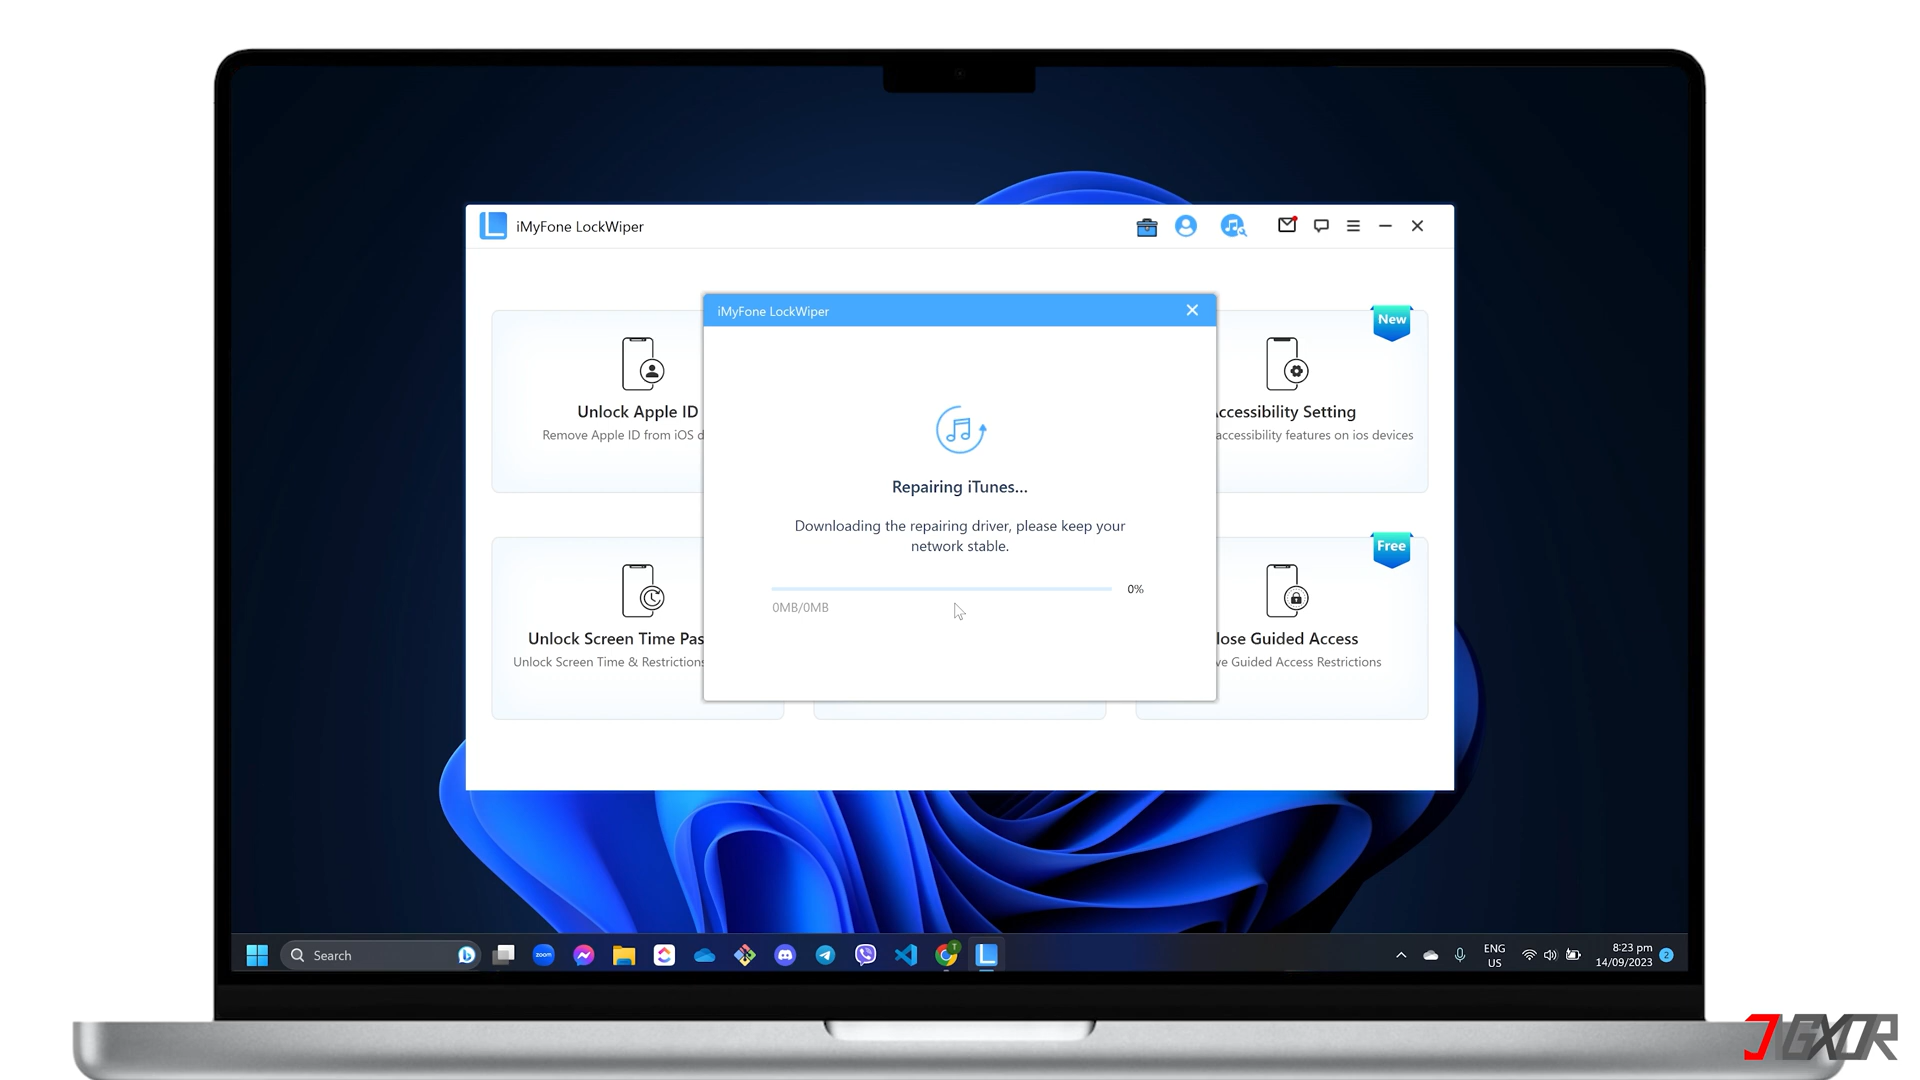 iMyFone LockWiper
iMyFone LockWiper
New
Unlock Apple ID
Remove Apple ID from iOS d
ccessibility Setting
accessibility features on ios devices
Repairing iTunes...
Downloading the repairing driver, please keep your
network stable.
0%
0MB/0MB
Free
Unlock Screen Time Pas
Unlock Screen Time & Restrictions
lose Guided Access
ve Guided Access Restrictions
Search
zoom
T
ENG
US
8:23 pm
14/09/2023
2
JGXOR